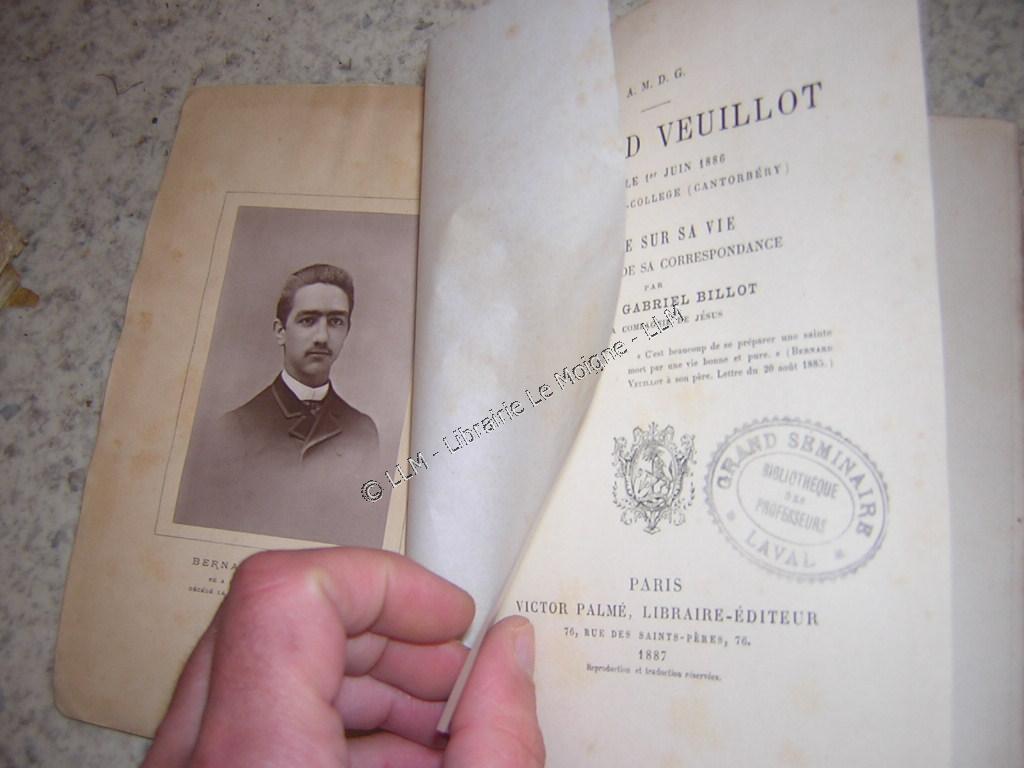 BERNA
A. M. D. G.
D VEUILLOT
LE 1er JUIN 1886
-COLLEGE (CANTORBÉRY)
E SUR SA VIE
DE SA CORRESPONDANCE
PAR
GABRIEL BILLOT
COMPAGNIE DE JÉSUS
« C'est beaucoup de se préparer une sainte
mort par une vie bonne et pure. » (BERNARD
VEUILLOT à son père. Lettre du 20 août 1885.)
GRAND SEMINAIRE
BIBLIOTHÈQUE
DES
PROFESSEURS
LAVAL
PARIS
VICTOR PALMÉ, LIBRAIRE-ÉDITEUR
76, RUE DES SAINTS-PÈRES, 76.
1887
Reproduction et traduction réservées.
© LLM - Librairie Le Moigne - LLM